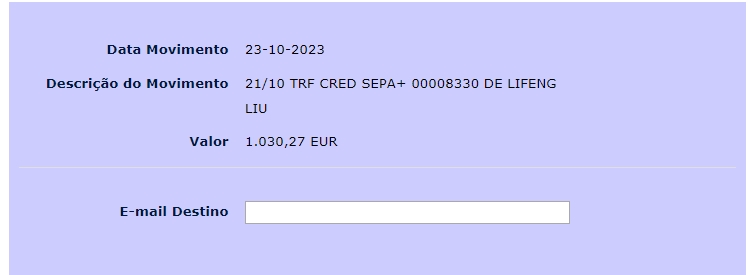 Data Movimento 23-10-2023
Descrição do Movimento 21/10 TRF CRED SEPA+ 00008330 DE LIFENG
LIU
Valor 1.030,27 EUR
E-mail Destino